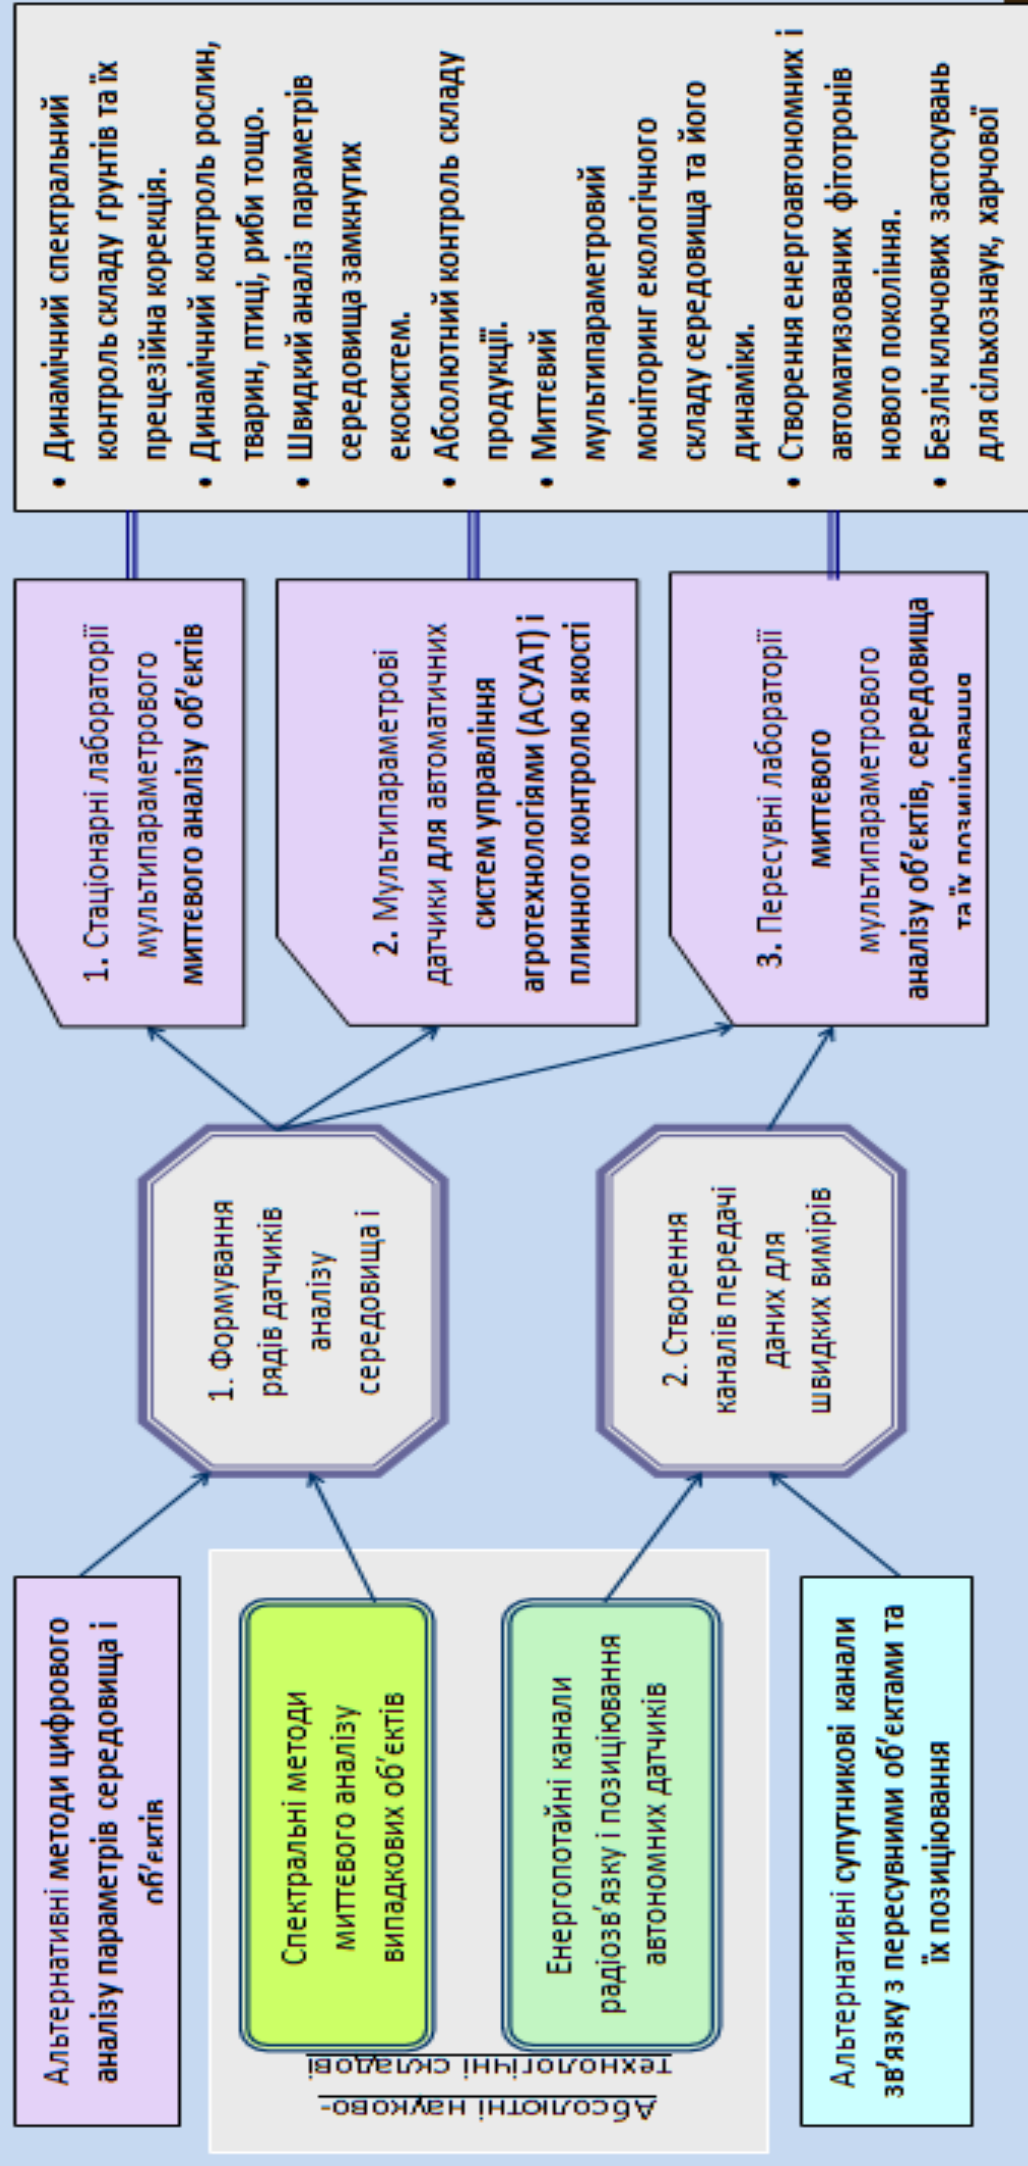 Альтернативні методи цифрового
аналізу параметрів середовища і
об'єктів
Абсолютні науково-
технологічні складові
Спектральні методи
миттєвого аналізу
випадкових об'єктів
Енергопотайні канали
радіозв'язку і позиціювання
автономних датчиків
Альтернативні супутникові канали
зв'язку з пересувними об'єктами та
їх позиціювання
1. Формування
рядів датчиків
аналізу
середовища і
2. Створення
каналів передачі
даних для
швидких вимірів
1. Стаціонарні лабораторії
мультипараметрового
миттєвого аналізу об'єктів
2. Мультипараметрові
датчики для автоматичних
систем управління
агротехнологіями (АСУАТ) і
плинного контролю якості
3. Пересувні лабораторії
миттєвого
мультипараметрового
аналізу об'єктів, середовища
та їх позиціювання
• Динамічний спектральний
контроль складу ґрунтів та їх
прецезійна корекція.
• Динамічний контроль рослин,
тварин, птиці, риби тощо.
• Швидкий аналіз параметрів
середовища замкнутих
екосистем.
• Абсолютний контроль складу
продукції.
• Миттєвий
мультипараметровий
моніторинг екологічного
складу середовища та його
динаміки.
• Створення енергоавтономних і
автоматизованих фітотронів
нового покоління.
• Безліч ключових застосувань
для сільхознаук, харчової